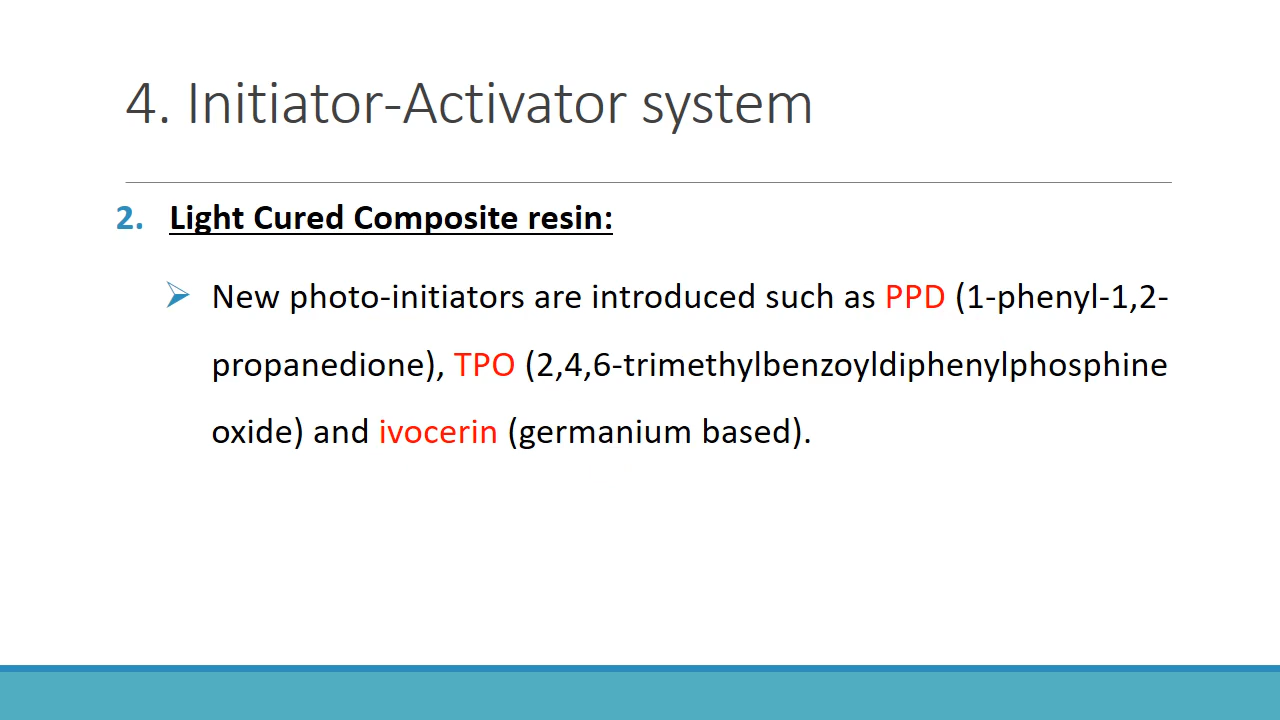 4. Initiator-Activator system
2. Light Cured Composite resin:
New photo-initiators are introduced such as PPD (1-phenyl-1,2-
propanedione), TPO (2,4,6-trimethylbenzoyldiphenylphosphine
oxide) and ivocerin (germanium based).